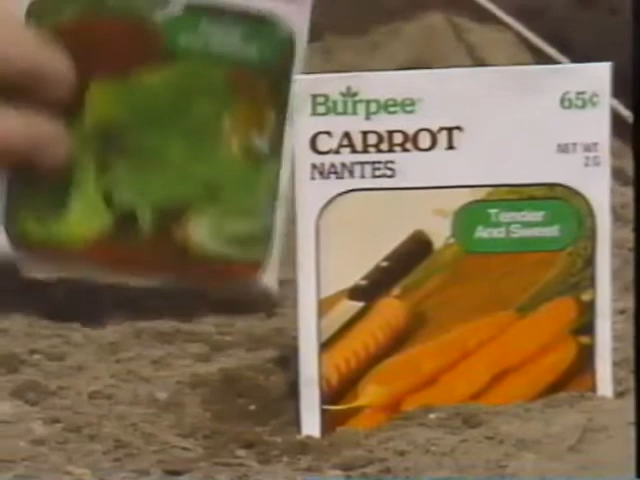 Burpee
65¢
CARROT
NANTES
NET WT
2G
Tender
And Sweet